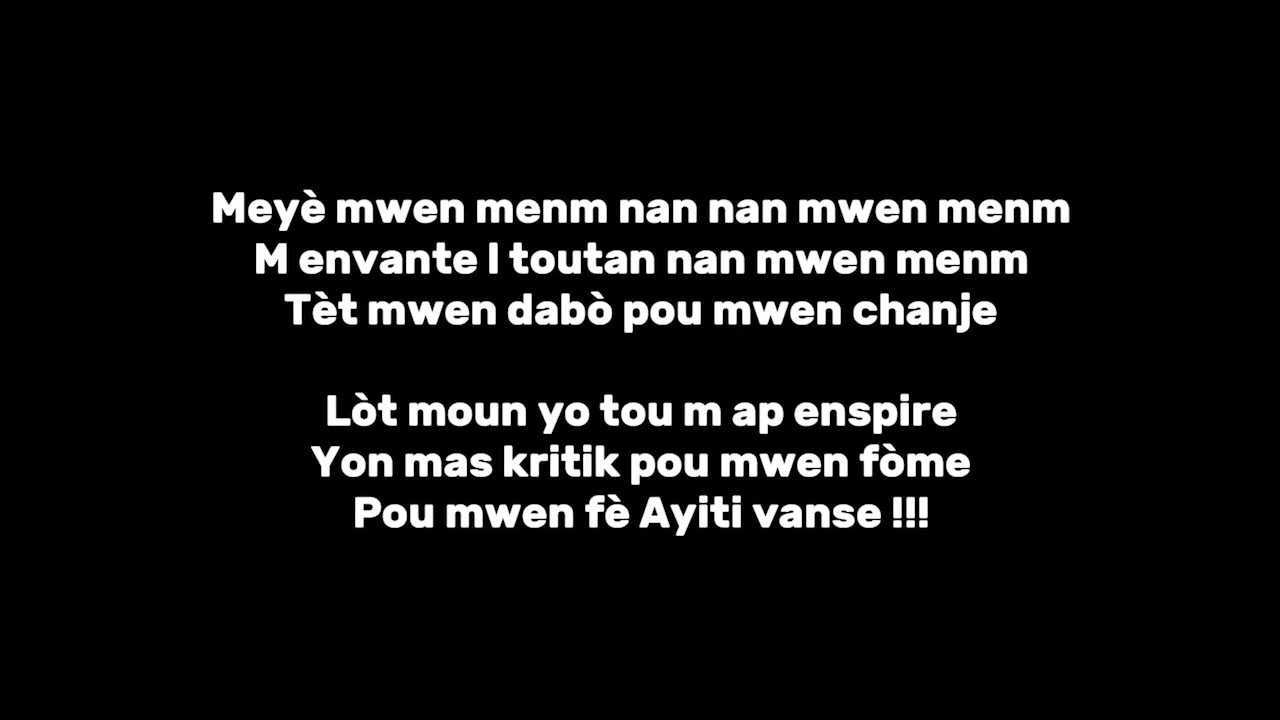 Meyè mwen menm nan nan mwen menm
M envante l toutan nan mwen menm
Tèt mwen dabò pou mwen chanje
Lòt moun yo tou m ap enspire
Yon mas kritik pou mwen fòme
Pou mwen fè Ayiti vanse !!!